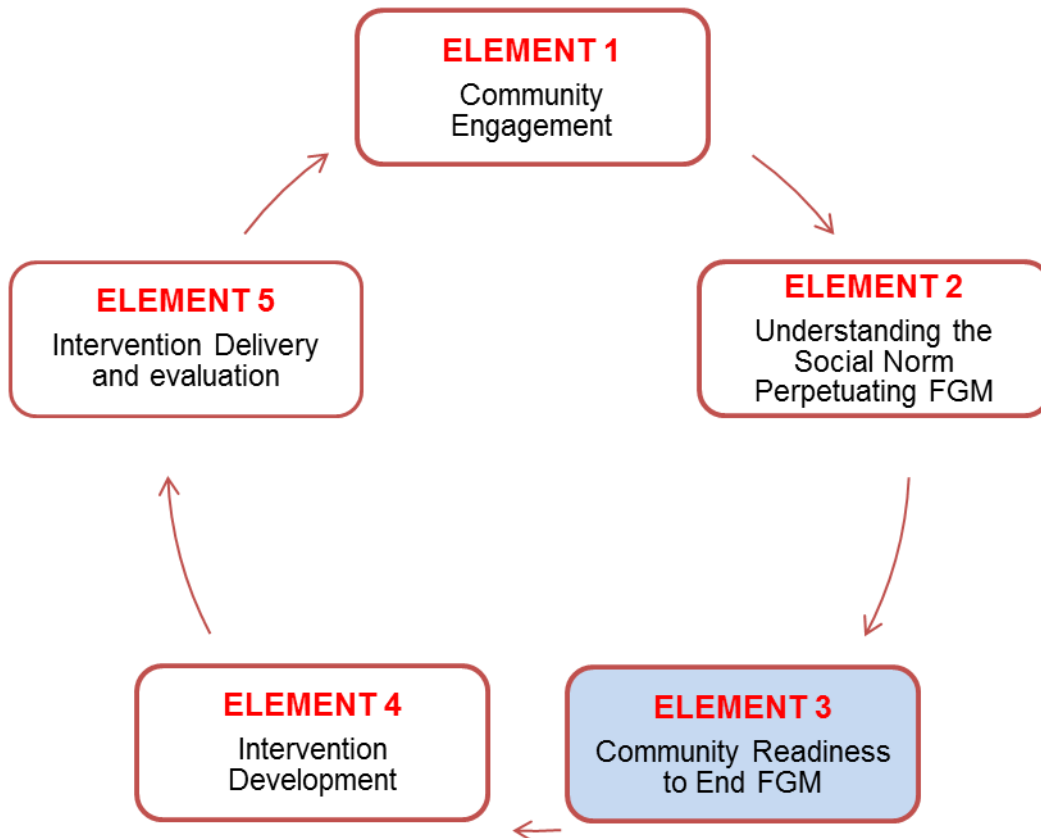 ELEMENT 1
Community
Engagement
ELEMENT 2
Understanding the
Social Norm
Perpetuating FGM
ELEMENT 3
Community Readiness
to End FGM
ELEMENT 4
Intervention
Development
ELEMENT 5
Intervention Delivery
and evaluation